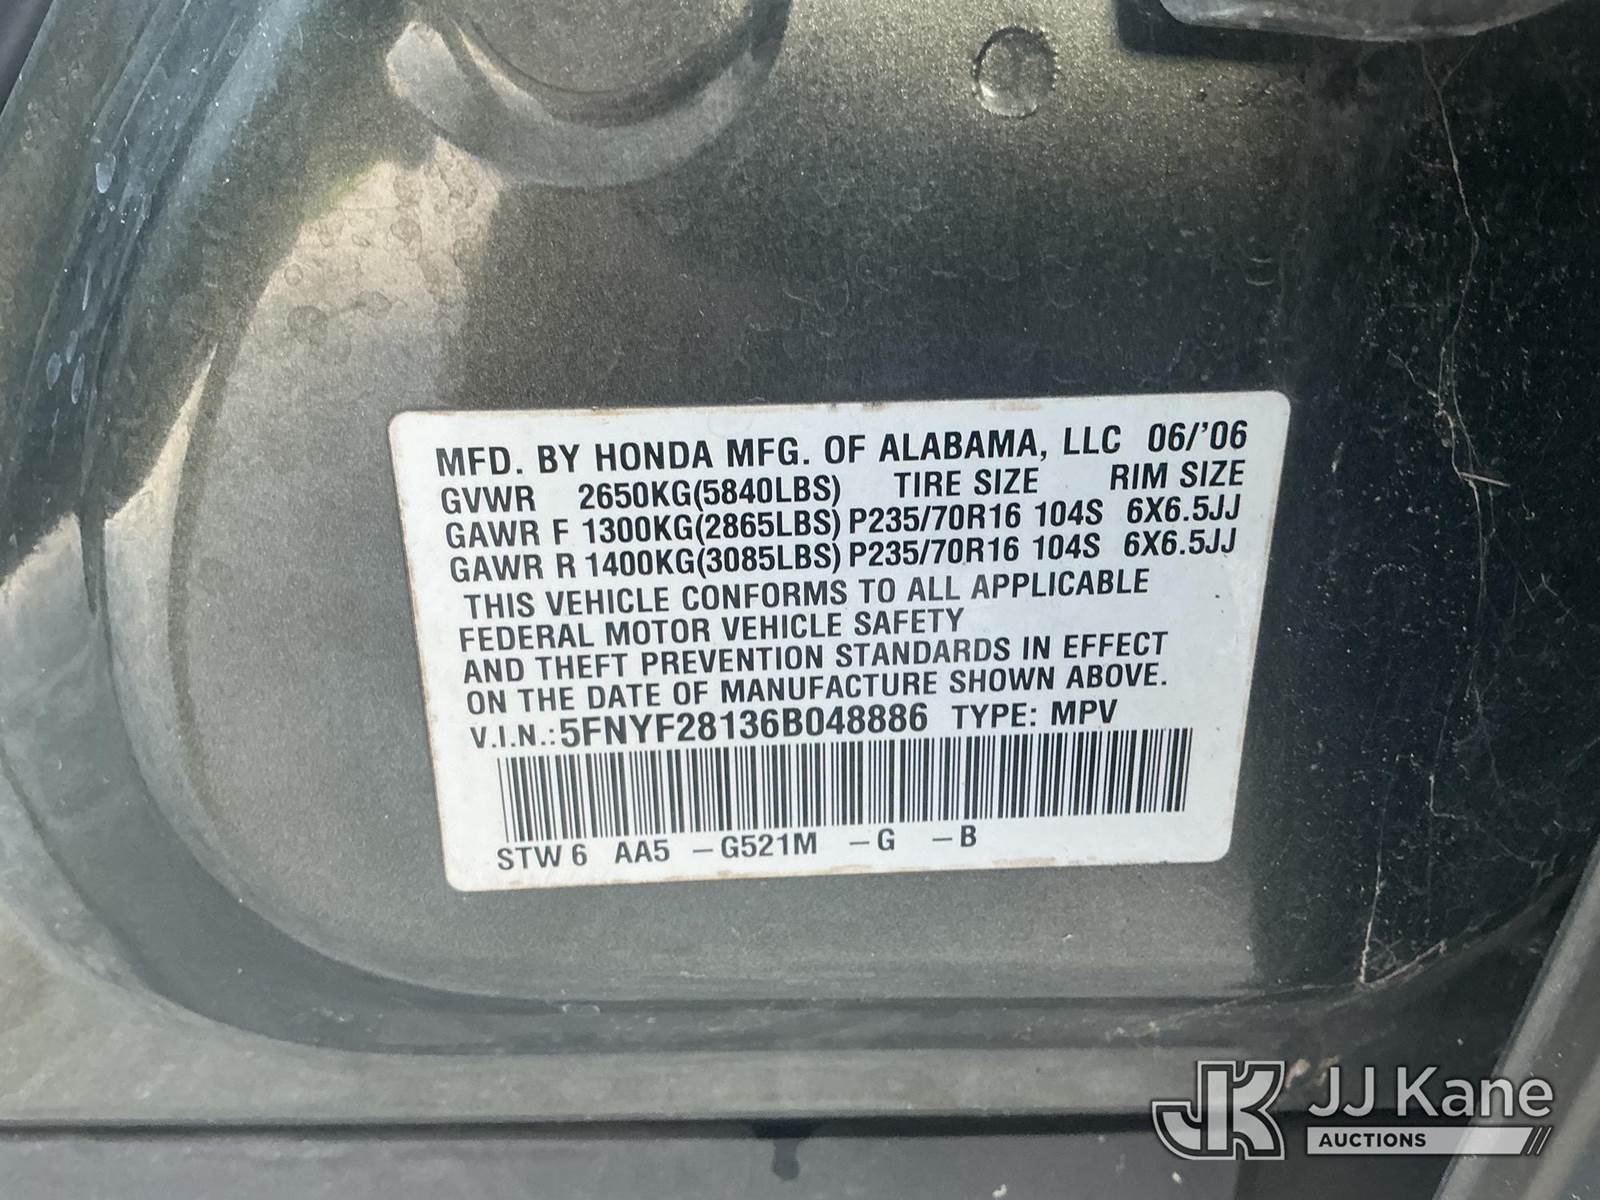 MFD. BY HONDA MFG. OF ALABAMA, LLC 06/'06
GVWR 2650KG(5840LBS) TIRE SIZE RIM SIZE
GAWR F 1300KG(2865LBS) P235/70R16 104S 6X6.5JJ
GAWR R 1400KG(3085LBS) P235/70R16 104S 6X6.5JJ
THIS VEHICLE CONFORMS TO ALL APPLICABLE
FEDERAL MOTOR VEHICLE SAFETY
AND THEFT PREVENTION STANDARDS IN EFFECT
ON THE DATE OF MANUFACTURE SHOWN ABOVE.
V.I.N.: 5FNYF28136B048886 TYPE: MPV
STW 6 AA5 –G521M –G –B
JK JJ Kane
AUCTIONS